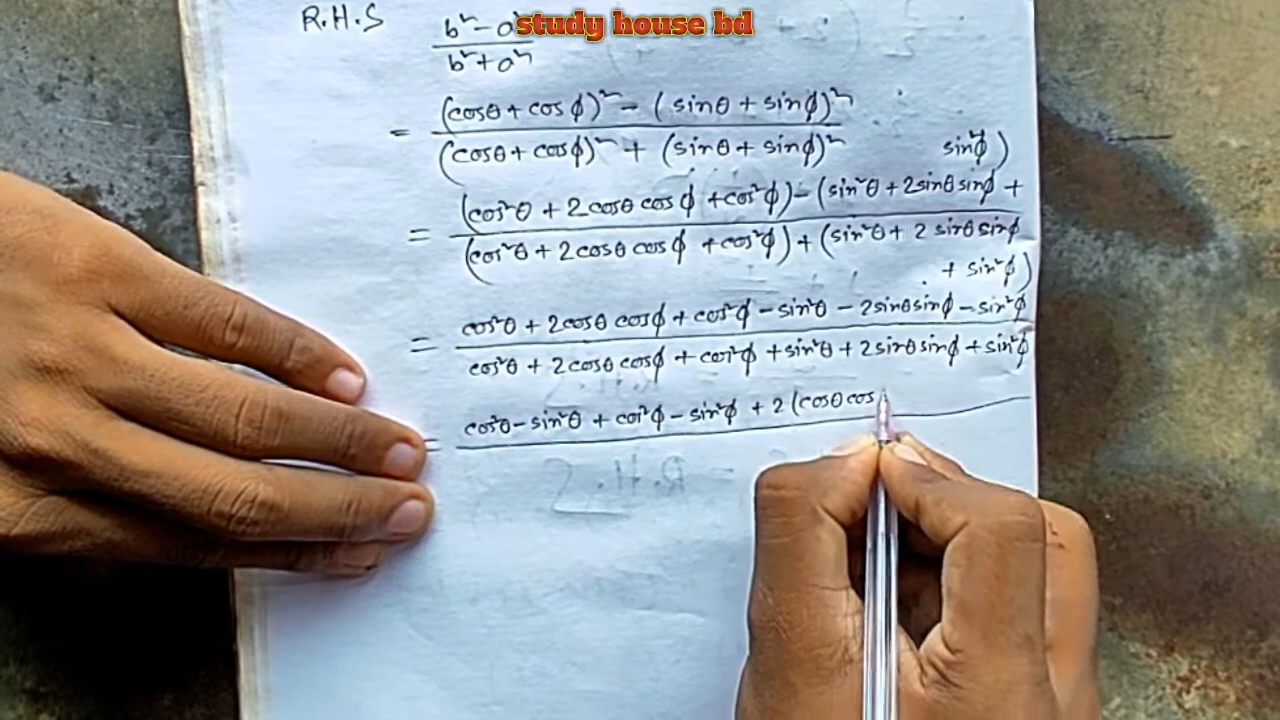 study house bd
R.H.S b² - a² / b² + a²
= (cosθ + cos ϕ)² - (sinθ + sinϕ)² / (cosθ + cosϕ)² + (sinθ + sinϕ)²
sin²ϕ)
= (cos²θ + 2cosθ cos ϕ + cos²ϕ) - (sin²θ + 2sinθ sinϕ + / (cos²θ + 2cosθ cosϕ + cos²ϕ) + (sin²θ + 2 sinθ sinϕ
+ sin²ϕ)
= cos²θ + 2cosθ cosϕ + cos²ϕ - sin²θ - 2sinθ sinϕ - sin²ϕ / cos²θ + 2cosθ cosϕ + cos²ϕ + sin²θ + 2sinθ sinϕ + sin²ϕ
= cos²θ - sin²θ + cos²ϕ - sin²ϕ + 2 (cosθ cos